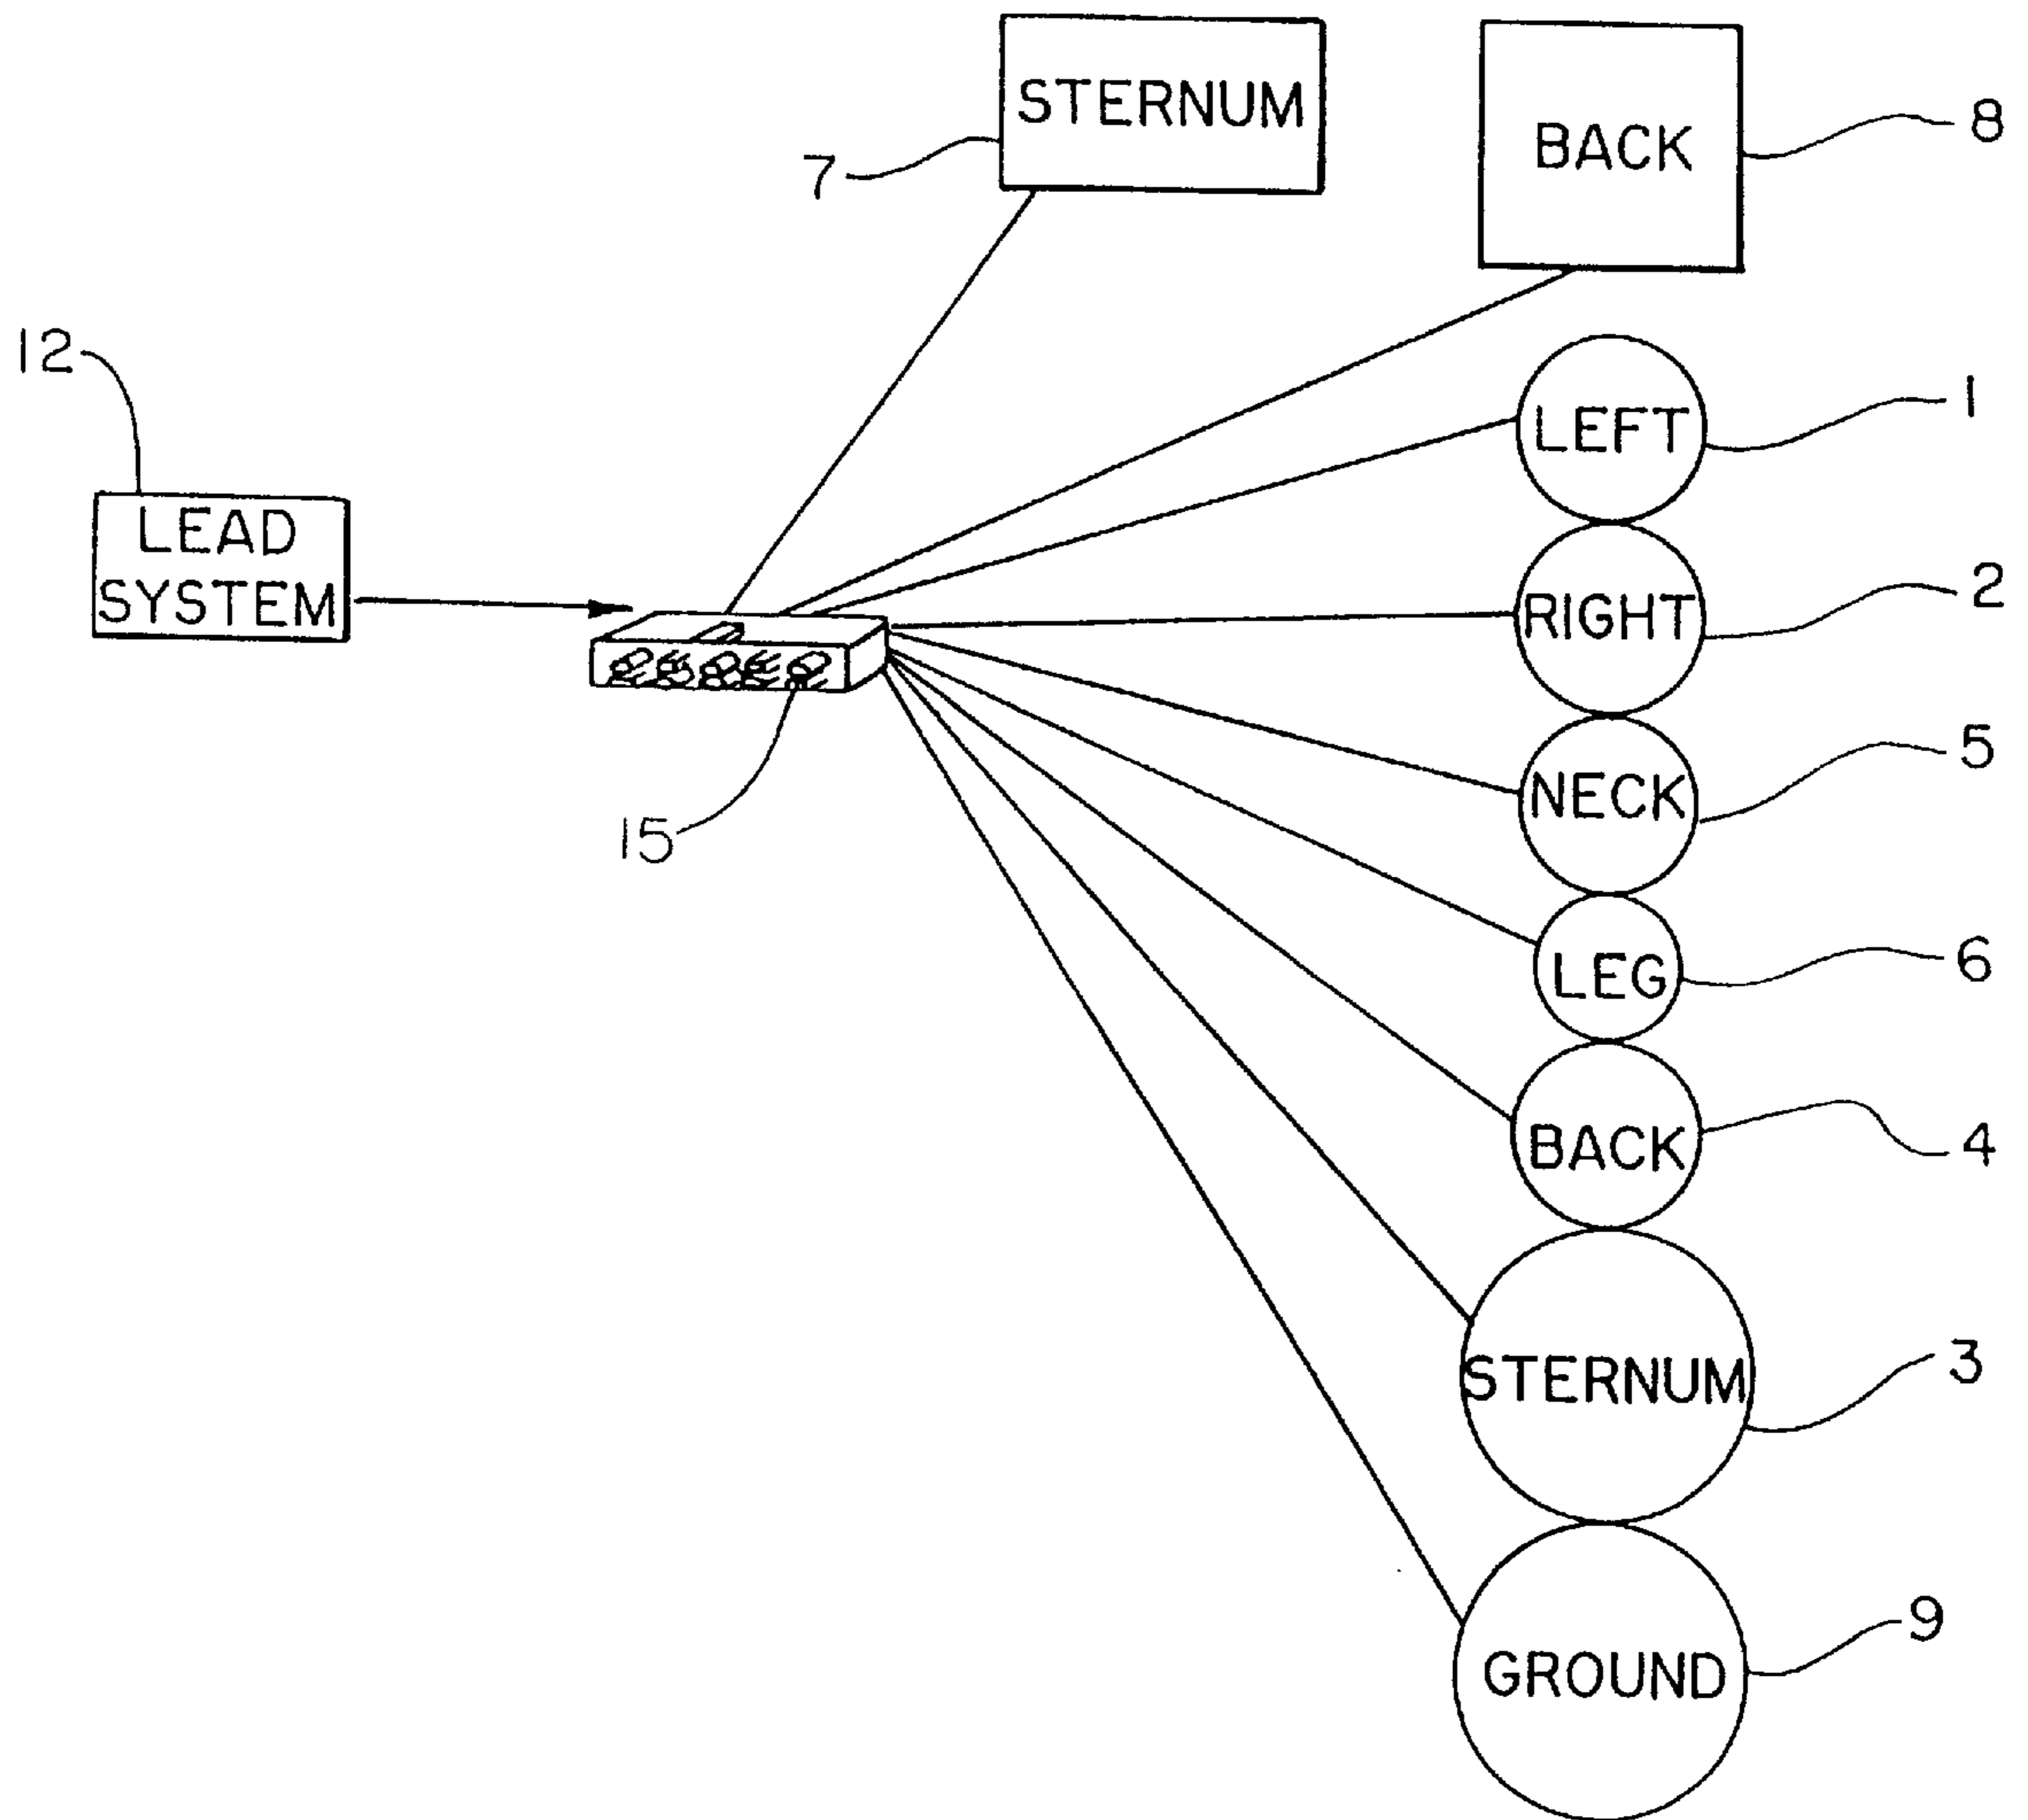 STERNUM
7
BACK
8
12
LEAD
SYSTEM
LEFT
1
RIGHT
2
NECK
5
15
LEG
6
BACK
4
STERNUM
3
GROUND
9